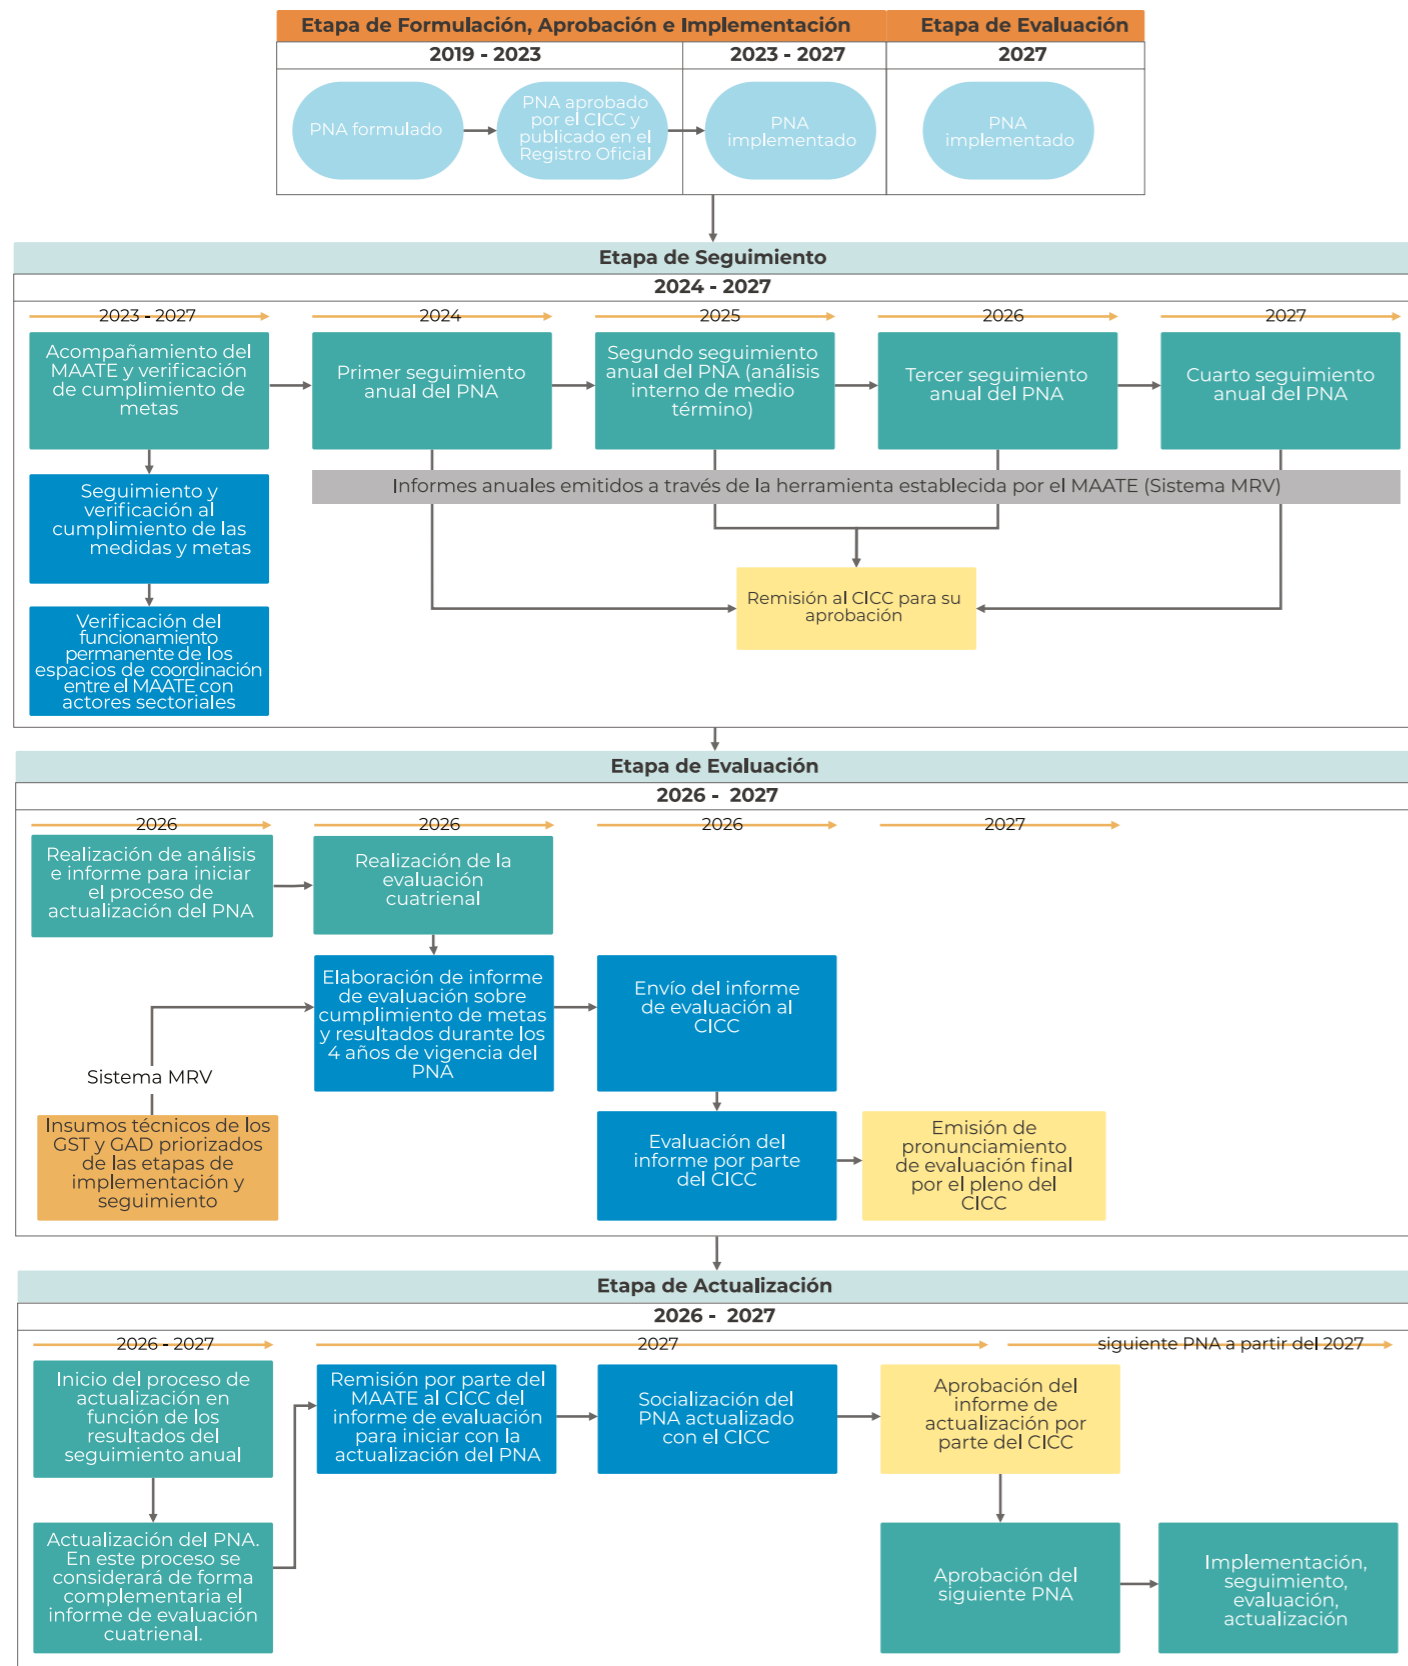 Etapa de Formulación, Aprobación e Implementación
Etapa de Evaluación
2019 - 2023
2023 - 2027
2027
PNA formulado
PNA aprobado
por el CICC y
publicado en el
Registro Oficial
PNA
implementado
PNA
implementado
Etapa de Seguimiento
2024 - 2027
2023 - 2027
2024
2025
2026
2027
Acompañamiento del
MAATE y verificación
de cumplimiento de
metas
Primer seguimiento
anual del PNA
Segundo seguimiento
anual del PNA (análisis
interno de medio
término)
Tercer seguimiento
anual del PNA
Cuarto seguimiento
anual del PNA
Seguimiento y
verificación al
cumplimiento de las
medidas y metas
Informes anuales emitidos a través de la herramienta establecida por el MAATE (Sistema MRV)
Remisión al CICC para su
aprobación
Verificación del
funcionamiento
permanente de los
espacios de coordinación
entre el MAATE con
actores sectoriales
Etapa de Evaluación
2026 - 2027
2026
2026
2026
2027
Realización de análisis
e informe para iniciar
el proceso de
actualización del PNA
Realización de la
evaluación
cuatrienal
Elaboración de informe
de evaluación sobre
cumplimiento de metas
y resultados durante los
4 años de vigencia del
PNA
Envío del informe
de evaluación al
CICC
Sistema MRV
Insumos técnicos de los
GST y GAD priorizados
de las etapas de
implementación y
seguimiento
Evaluación del
informe por parte
del CICC
Emisión de
pronunciamiento
de evaluación final
por el pleno del
CICC
Etapa de Actualización
2026 - 2027
2026 - 2027
2027
siguiente PNA a partir del 2027
Inicio del proceso de
actualización en
función de los
resultados del
seguimiento anual
Remisión por parte del
MAATE al CICC del
informe de evaluación
para iniciar con la
actualización del PNA
Socialización del
PNA actualizado
con el CICC
Aprobación del
informe de
actualización por
parte del CICC
Actualización del PNA.
En este proceso se
considerará de forma
complementaria el
informe de evaluación
cuatrienal.
Aprobación del
siguiente PNA
Implementación,
seguimiento,
evaluación,
actualización